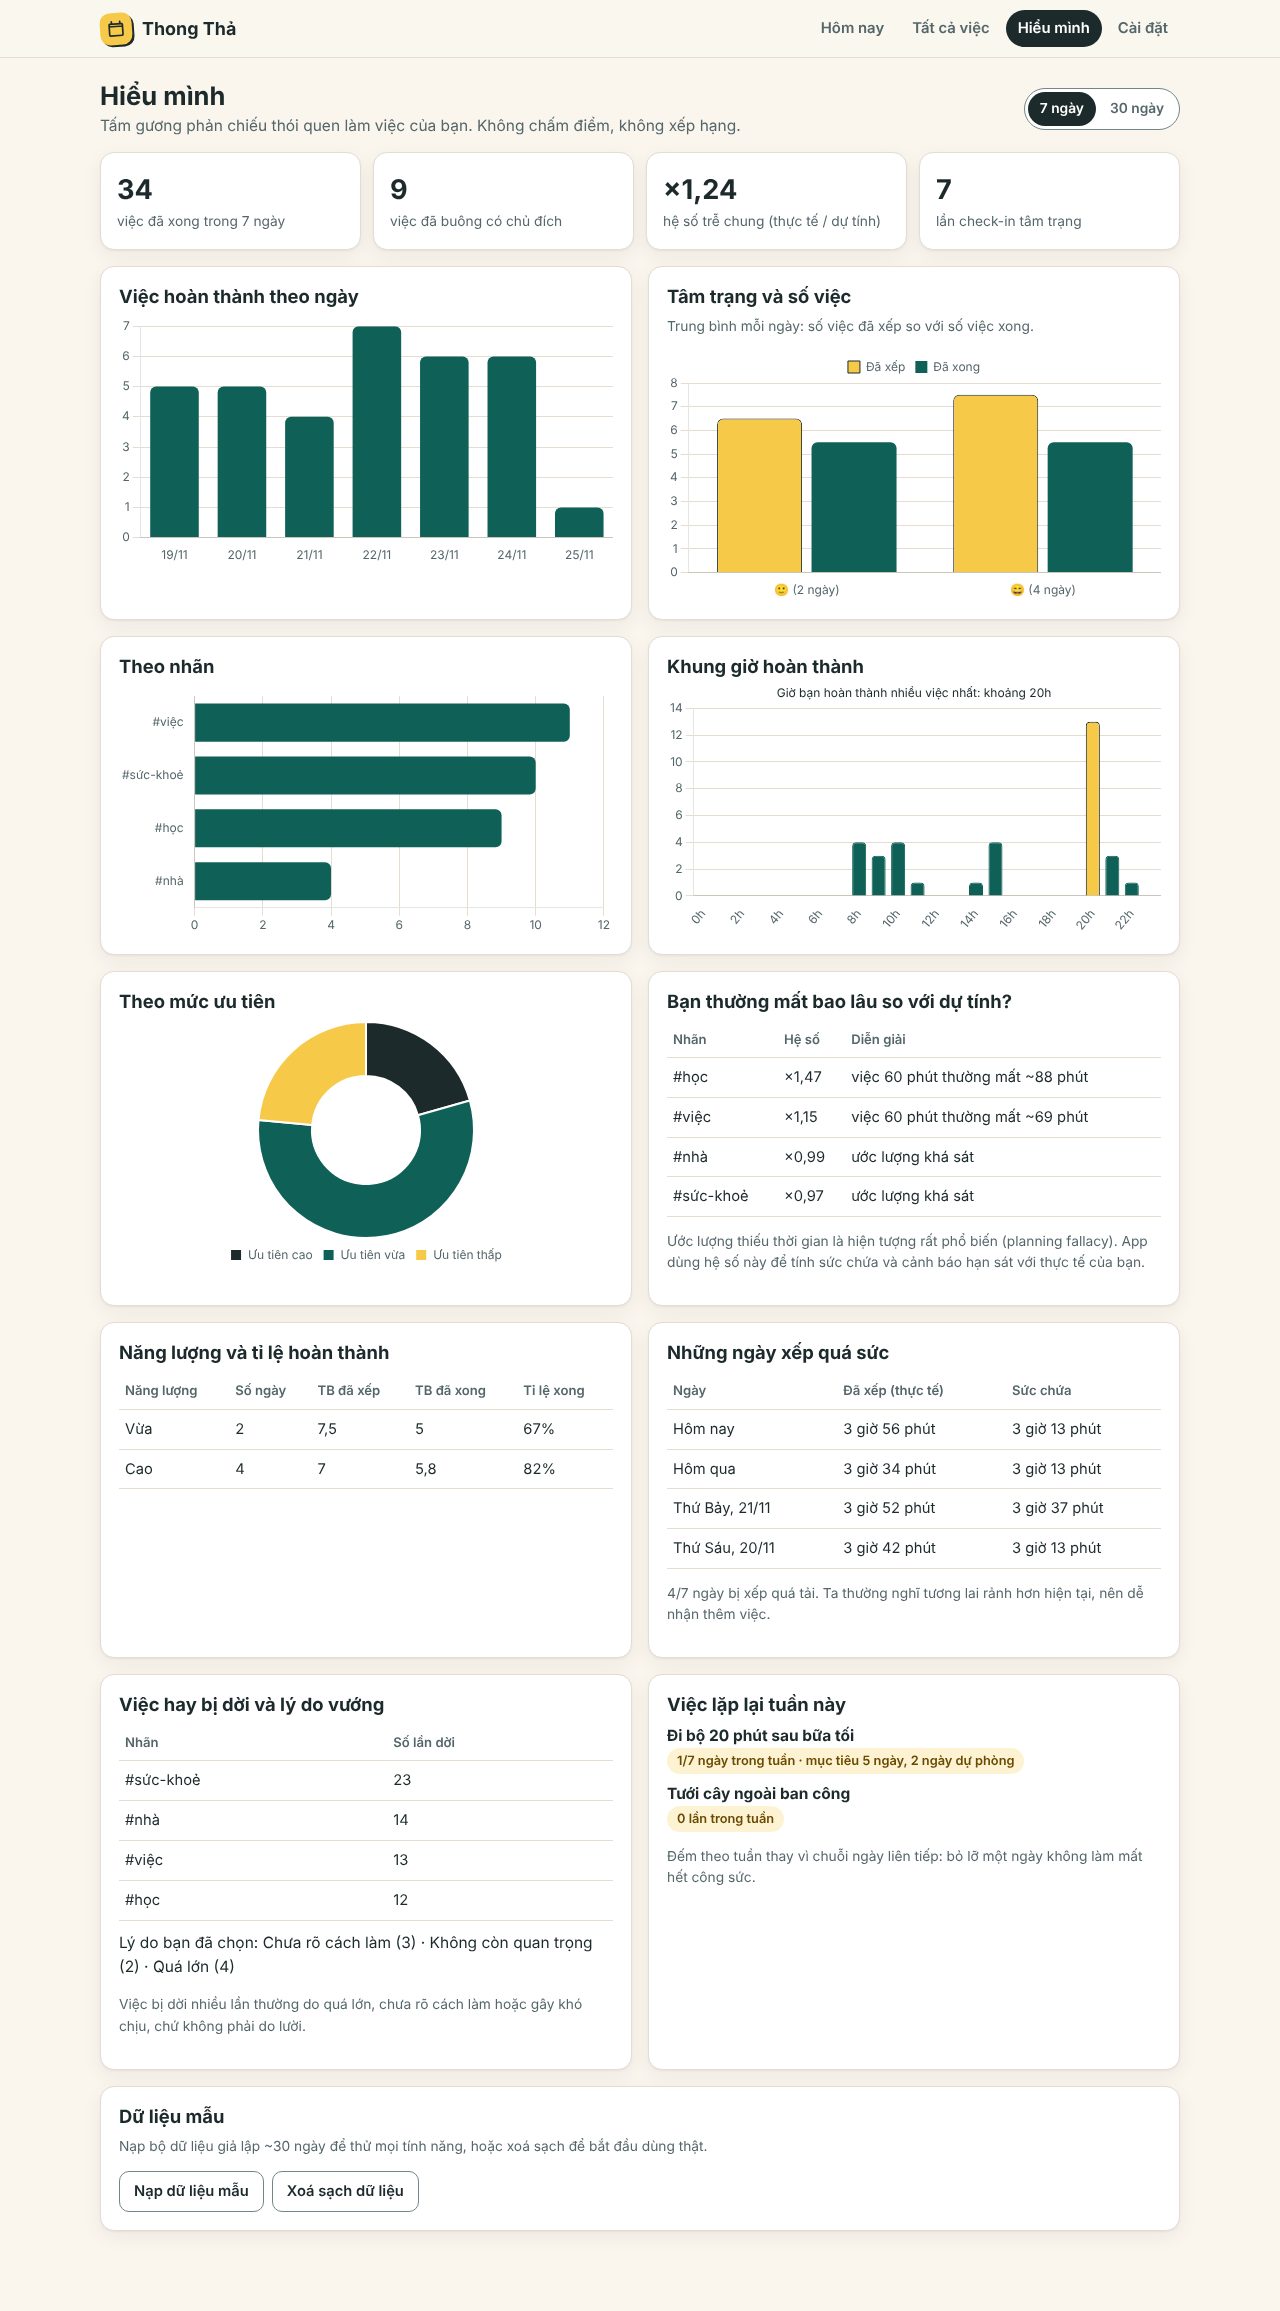 Thong Thả
Hôm nay
Tất cả việc
Hiểu mình
Cài đặt
Hiểu mình
Tấm gương phản chiếu thói quen làm việc của bạn. Không chấm điểm, không xếp hạng.
7 ngày
30 ngày
34
việc đã xong trong 7 ngày
9
việc đã buông có chủ đích
×1,24
hệ số trễ chung (thực tế / dự tính)
7
lần check-in tâm trạng
Việc hoàn thành theo ngày
7
6
5
4
3
2
1
0
19/11
20/11
21/11
22/11
23/11
24/11
25/11
Tâm trạng và số việc
Trung bình mỗi ngày: số việc đã xếp so với số việc xong.
Đã xếp
Đã xong
8
7
6
5
4
3
2
1
0
🙂 (2 ngày)
😄 (4 ngày)
Theo nhãn
#việc
#sức-khoẻ
#học
#nhà
0
2
4
6
8
10
12
Khung giờ hoàn thành
Giờ bạn hoàn thành nhiều việc nhất: khoảng 20h
14
12
10
8
6
4
2
0
0h
2h
4h
6h
8h
10h
12h
14h
16h
18h
20h
22h
Theo mức ưu tiên
Ưu tiên cao
Ưu tiên vừa
Ưu tiên thấp
Bạn thường mất bao lâu so với dự tính?
Nhãn Hệ số Diễn giải
#học ×1,47 việc 60 phút thường mất ~88 phút
#việc ×1,15 việc 60 phút thường mất ~69 phút
#nhà ×0,99 ước lượng khá sát
#sức-khoẻ ×0,97 ước lượng khá sát
Ước lượng thiếu thời gian là hiện tượng rất phổ biến (planning fallacy). App
dùng hệ số này để tính sức chứa và cảnh báo hạn sát với thực tế của bạn.
Năng lượng và tỉ lệ hoàn thành
Năng lượng Số ngày TB đã xếp TB đã xong Tỉ lệ xong
Vừa 2 7,5 5 67%
Cao 4 7 5,8 82%
Những ngày xếp quá sức
Ngày Đã xếp (thực tế) Sức chứa
Hôm nay 3 giờ 56 phút 3 giờ 13 phút
Hôm qua 3 giờ 34 phút 3 giờ 13 phút
Thứ Bảy, 21/11 3 giờ 52 phút 3 giờ 37 phút
Thứ Sáu, 20/11 3 giờ 42 phút 3 giờ 13 phút
4/7 ngày bị xếp quá tải. Ta thường nghĩ tương lai rảnh hơn hiện tại, nên dễ
nhận thêm việc.
Việc hay bị dời và lý do vướng
Nhãn Số lần dời
#sức-khoẻ 23
#nhà 14
#việc 13
#học 12
Lý do bạn đã chọn: Chưa rõ cách làm (3) · Không còn quan trọng
(2) · Quá lớn (4)
Việc bị dời nhiều lần thường do quá lớn, chưa rõ cách làm hoặc gây khó
chịu, chứ không phải do lười.
Việc lặp lại tuần này
Đi bộ 20 phút sau bữa tối
1/7 ngày trong tuần · mục tiêu 5 ngày, 2 ngày dự phòng
Tưới cây ngoài ban công
0 lần trong tuần
Đếm theo tuần thay vì chuỗi ngày liên tiếp: bỏ lỡ một ngày không làm mất
hết công sức.
Dữ liệu mẫu
Nạp bộ dữ liệu giả lập ~30 ngày để thử mọi tính năng, hoặc xoá sạch để bắt đầu dùng thật.
Nạp dữ liệu mẫu
Xoá sạch dữ liệu